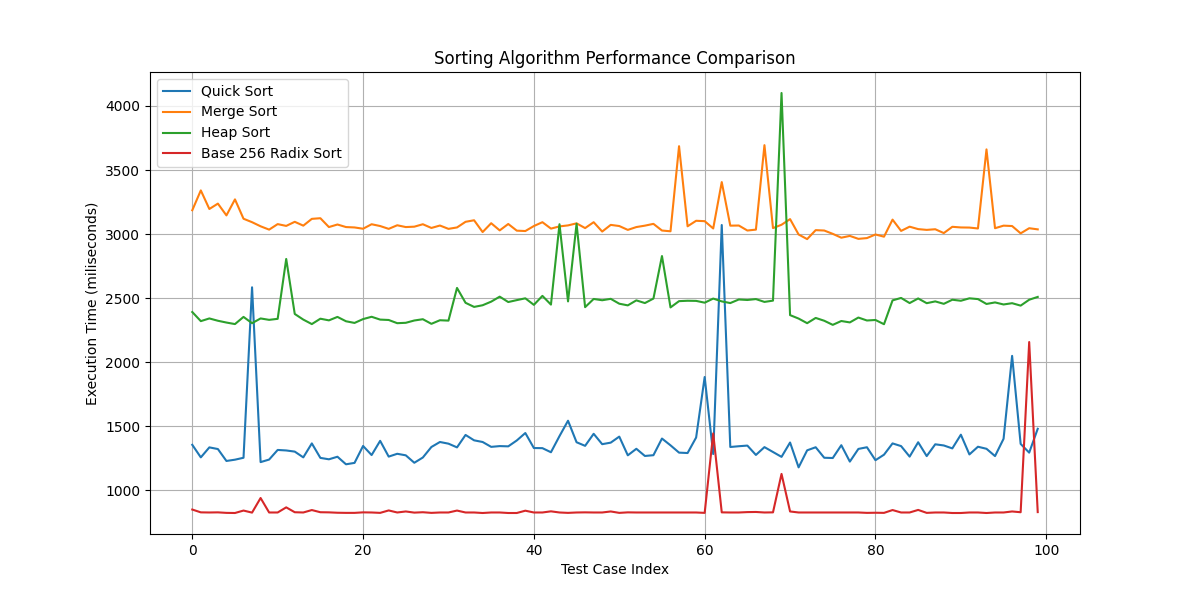 Sorting Algorithm Performance Comparison
Quick Sort
Merge Sort
Heap Sort
Base 256 Radix Sort
4000
3500
3000
2500
2000
1500
1000
Execution Time (miliseconds)
0 20 40 60 80 100
Test Case Index